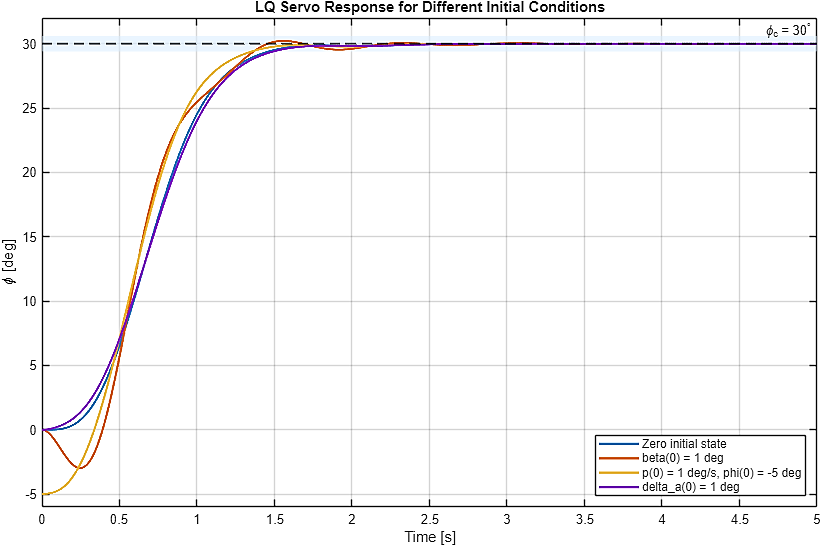 LQ Servo Response for Different Initial Conditions
ϕc = 30°
30
25
20
15
10
5
0
-5
ϕ [deg]
0 0.5 1 1.5 2 2.5 3 3.5 4 4.5 5
Time [s]
Zero initial state
beta(0) = 1 deg
p(0) = 1 deg/s, phi(0) = -5 deg
delta_a(0) = 1 deg